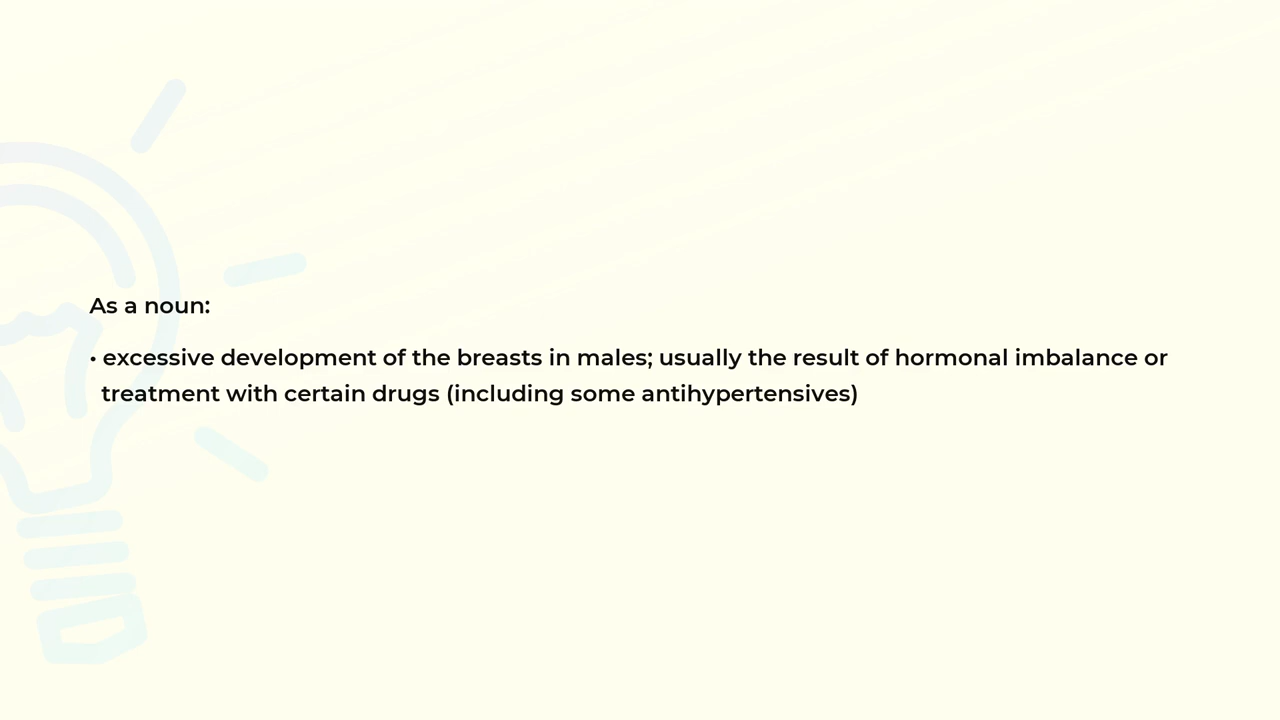 As a noun:
• excessive development of the breasts in males; usually the result of hormonal imbalance or
treatment with certain drugs (including some antihypertensives)